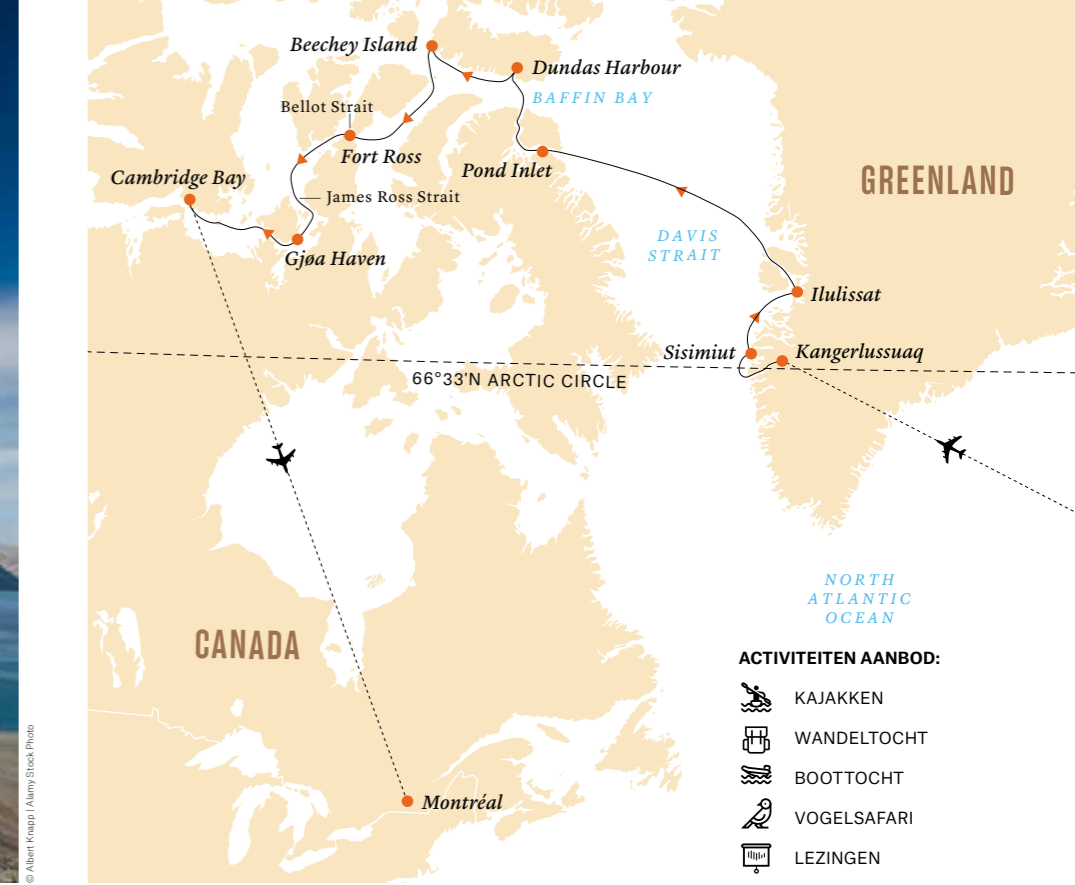 Beechey Island
Dundas Harbour
BAFFIN BAY
Bellot Strait
Fort Ross
Pond Inlet
Cambridge Bay
James Ross Strait
GREENLAND
Gjøa Haven
DAVIS
STRAIT
Ilulissat
Sisimiut
Kangerlussuaq
66°33'N ARCTIC CIRCLE
NORTH
ATLANTIC
OCEAN
CANADA
Montréal
ACTIVITEITEN AANBOD:
KAJAKKEN
WANDELTOCHT
BOOTTOCHT
VOGELSAFARI
LEZINGEN
© Albert Knapp | Alamy Stock Photo